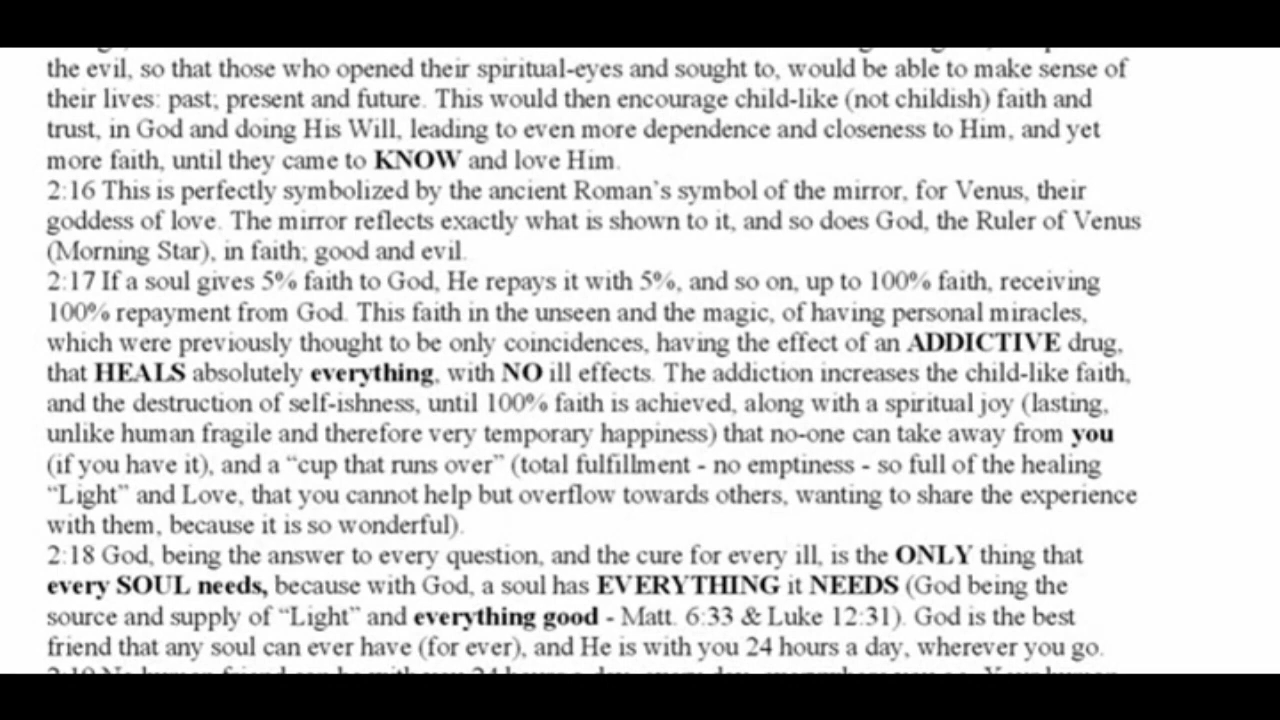 the evil, so that those who opened their spiritual-eyes and sought to, would be able to make sense of
their lives: past; present and future. This would then encourage child-like (not childish) faith and
trust, in God and doing His Will, leading to even more dependence and closeness to Him, and yet
more faith, until they came to KNOW and love Him.
2:16 This is perfectly symbolized by the ancient Roman's symbol of the mirror, for Venus, their
goddess of love. The mirror reflects exactly what is shown to it, and so does God, the Ruler of Venus
(Morning Star), in faith; good and evil.
2:17 If a soul gives 5% faith to God, He repays it with 5%, and so on, up to 100% faith, receiving
100% repayment from God. This faith in the unseen and the magic, of having personal miracles,
which were previously thought to be only coincidences, having the effect of an ADDICTIVE drug,
that HEALS absolutely everything, with NO ill effects. The addiction increases the child-like faith,
and the destruction of self-ishness, until 100% faith is achieved, along with a spiritual joy (lasting,
unlike human fragile and therefore very temporary happiness) that no-one can take away from you
(if you have it), and a “cup that runs over” (total fulfillment - no emptiness - so full of the healing
“Light” and Love, that you cannot help but overflow towards others, wanting to share the experience
with them, because it is so wonderful).
2:18 God, being the answer to every question, and the cure for every ill, is the ONLY thing that
every SOUL needs, because with God, a soul has EVERYTHING it NEEDS (God being the
source and supply of “Light” and everything good - Matt. 6:33 & Luke 12:31). God is the best
friend that any soul can ever have (for ever), and He is with you 24 hours a day, wherever you go.